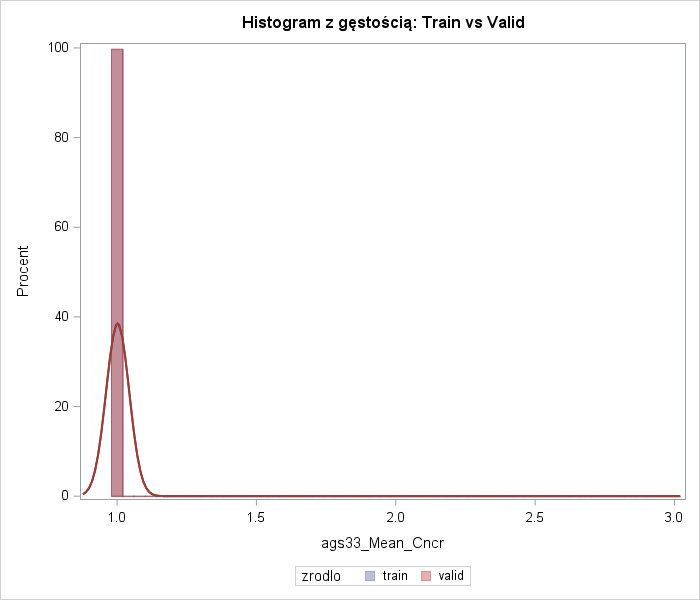 Histogram z gęstością: Train vs Valid
Procent
100
80
60
40
20
0
1.0 1.5 2.0 2.5 3.0
ags33_Mean_Cncr
zrodlo train valid